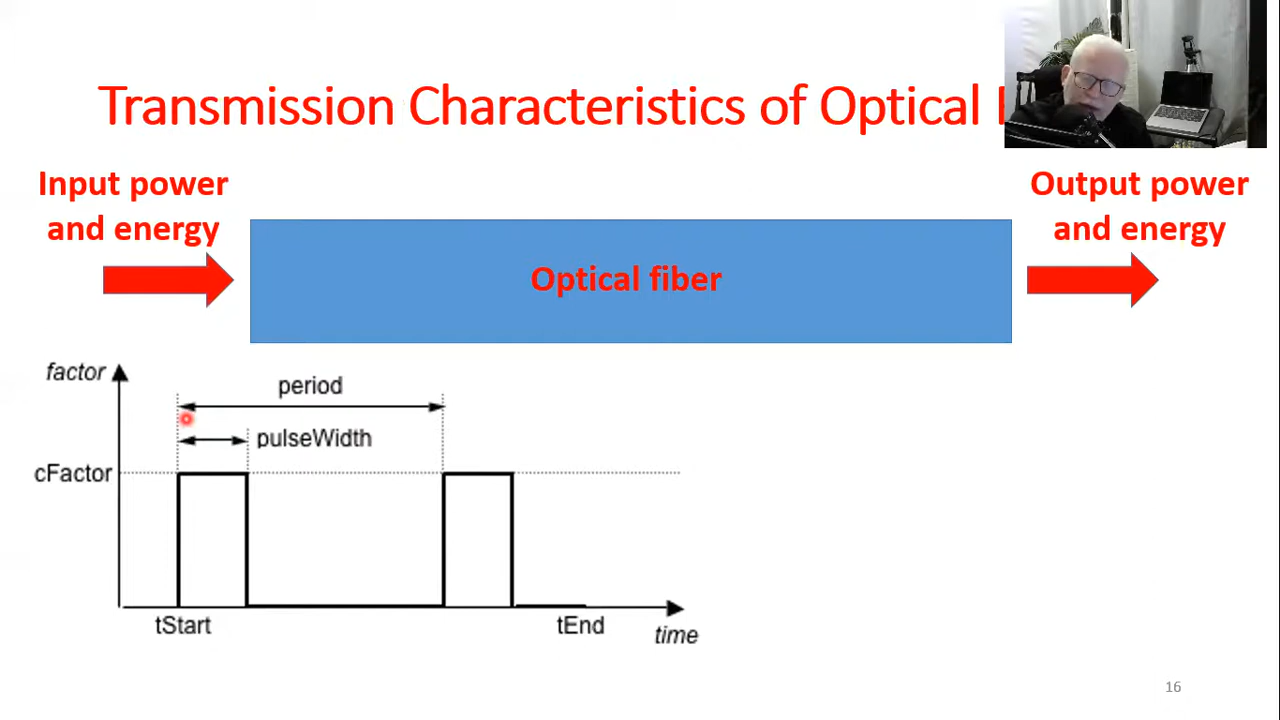 Transmission Characteristics of Optical
Input power
and energy
Output power
and energy
Optical fiber
factor
period
pulseWidth
cFactor
tStart
tEnd
time
16